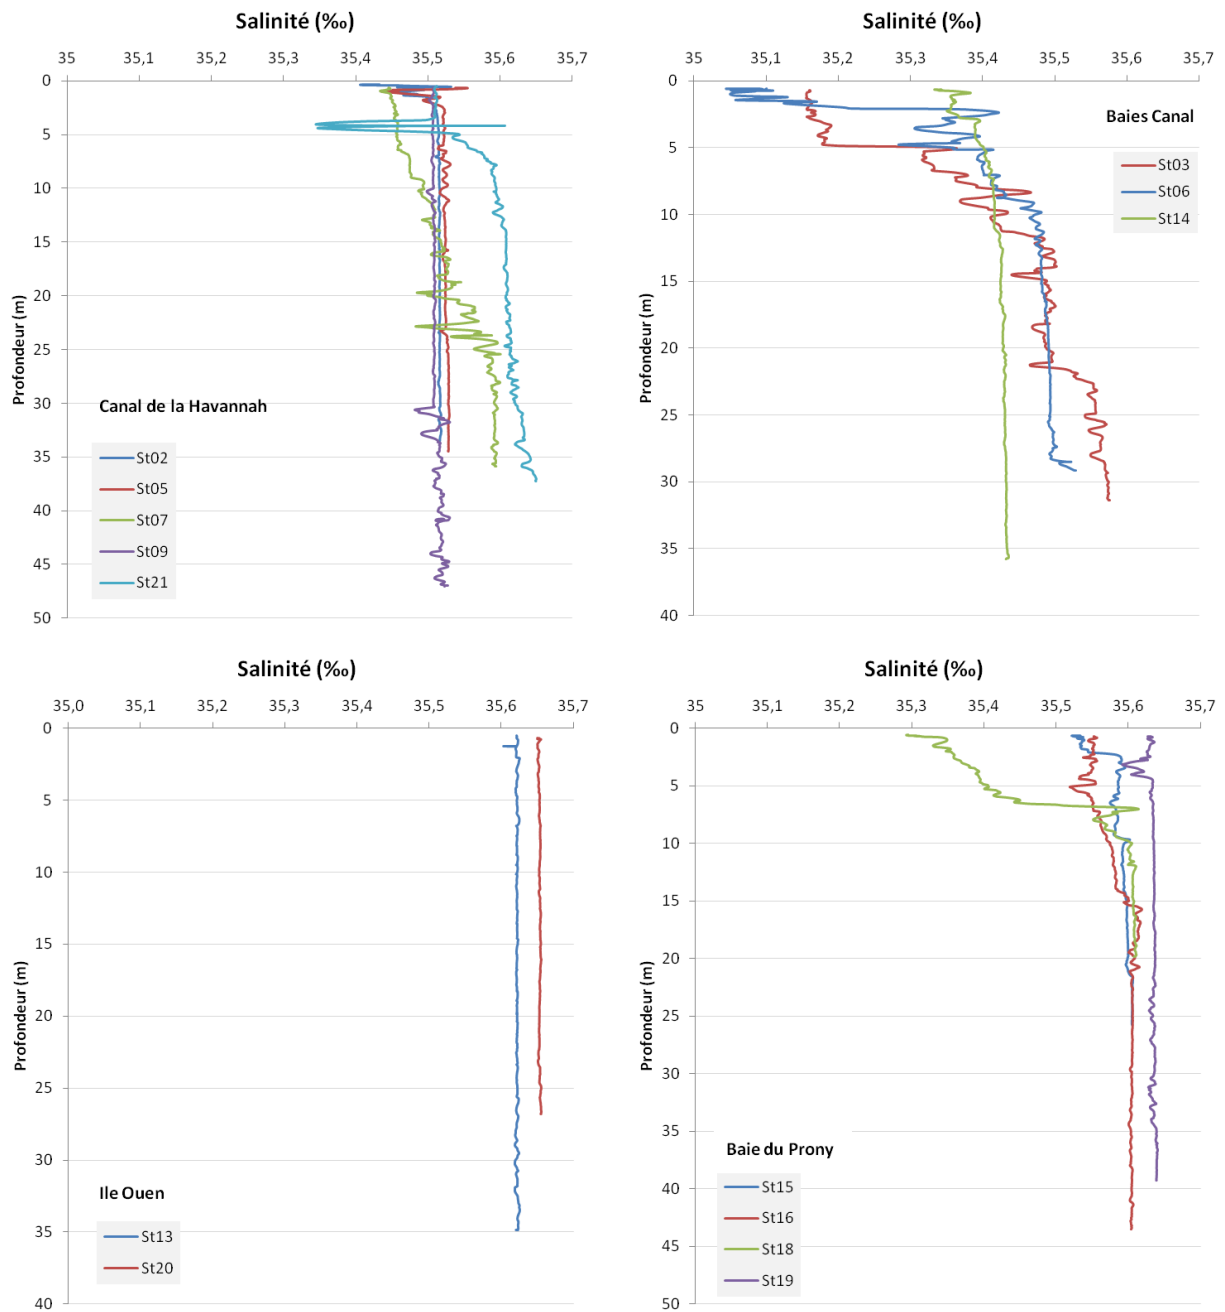 Salinité (‰)
35 35,1 35,2 35,3 35,4 35,5 35,6 35,7
0
5
10
15
20
25
30
35
40
45
50
Profondeur (m)
Canal de la Havannah
St02
St05
St07
St09
St21
Salinité (‰)
35 35,1 35,2 35,3 35,4 35,5 35,6 35,7
0
5
10
15
20
25
30
35
40
Profondeur (m)
Baies Canal
St03
St06
St14
Salinité (‰)
35,0 35,1 35,2 35,3 35,4 35,5 35,6 35,7
0
5
10
15
20
25
30
35
40
Profondeur (m)
Ile Ouen
St13
St20
Salinité (‰)
35 35,1 35,2 35,3 35,4 35,5 35,6 35,7
0
5
10
15
20
25
30
35
40
45
50
Profondeur (m)
Baie du Prony
St15
St16
St18
St19